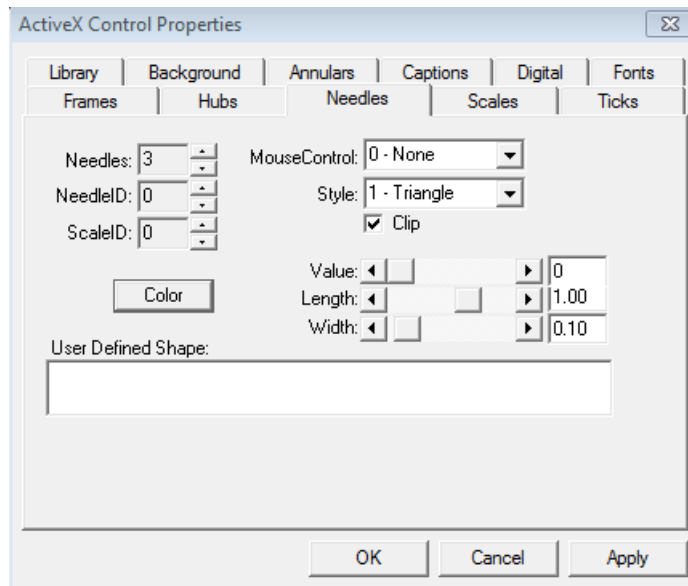 ActiveX Control Properties
Library Background Annulars Captions Digital Fonts
Frames Hubs Needles Scales Ticks
Needles: 3 MouseControl: 0 - None
NeedleID: 0 Style: 1 - Triangle
ScaleID: 0 Clip
Value: 0
Color Length: 1.00
Width: 0.10
User Defined Shape:
OK Cancel Apply